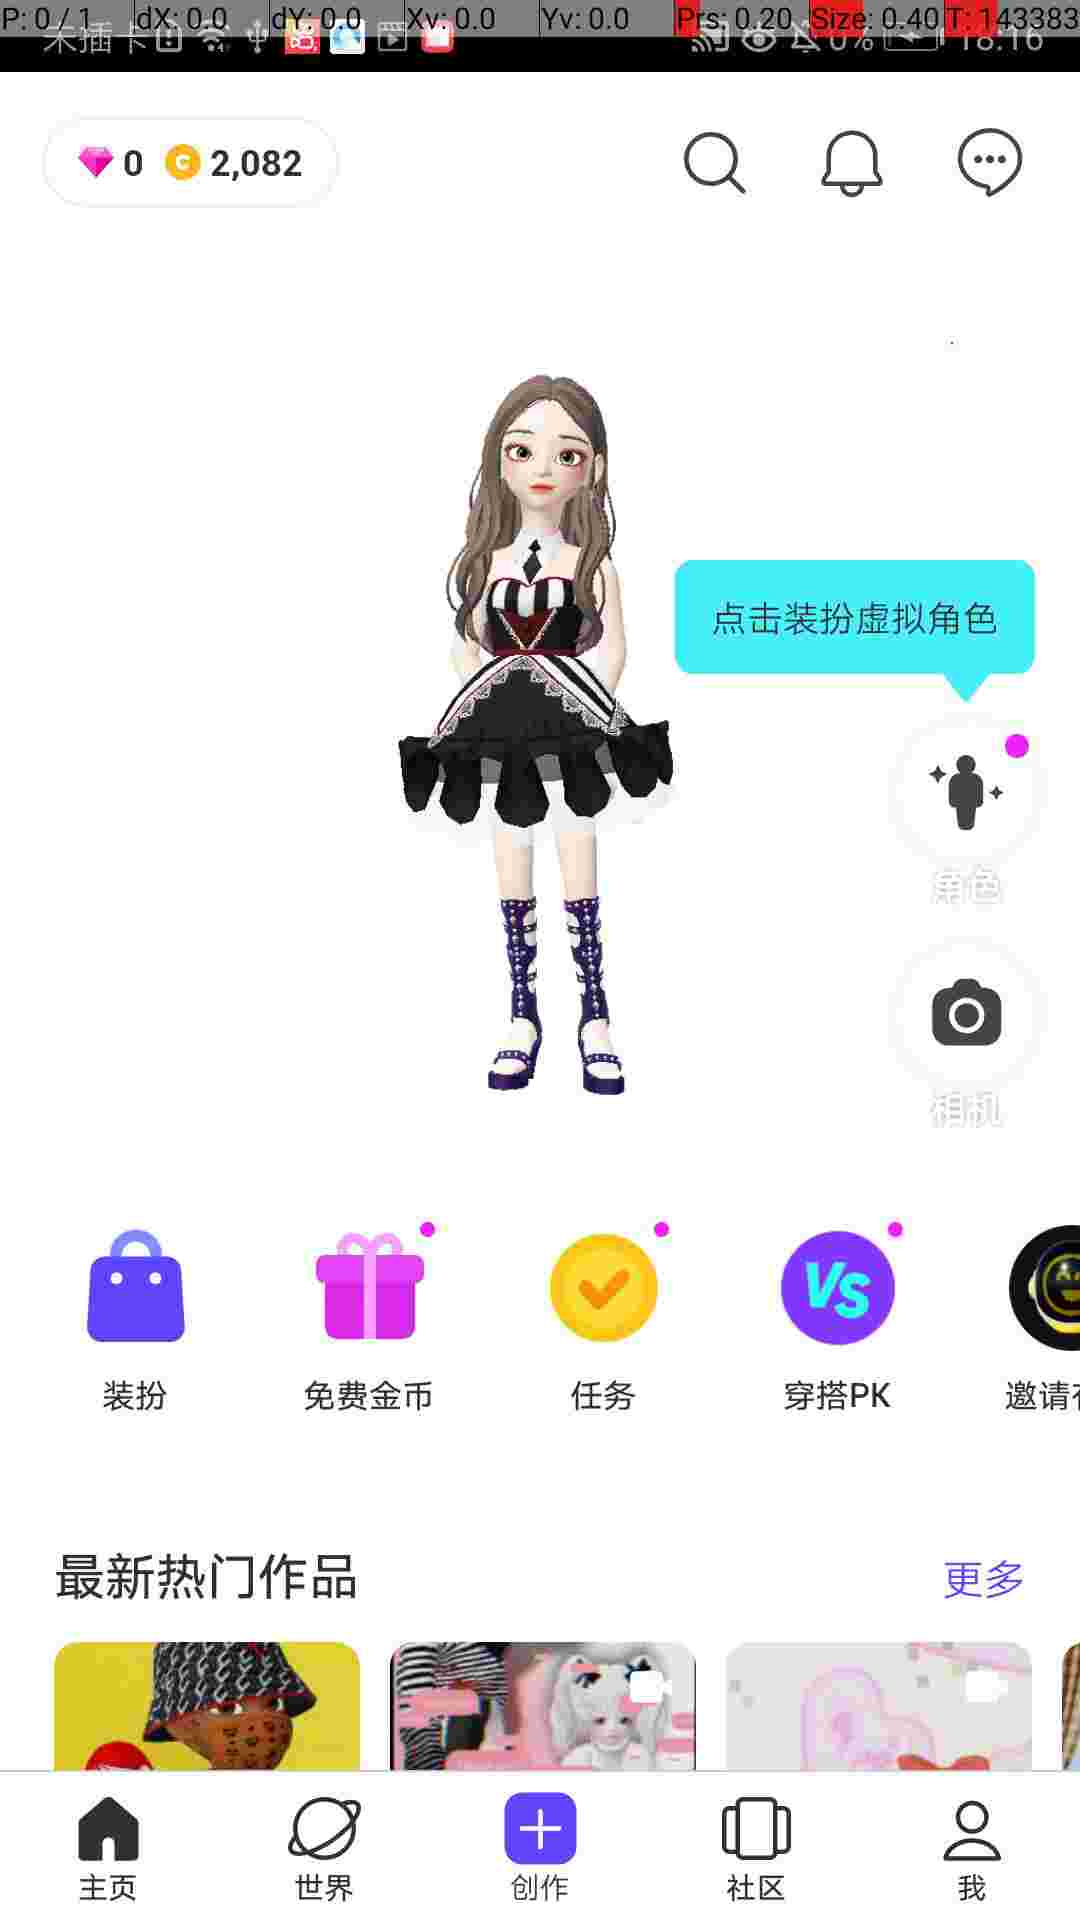 P: 0 / 1 dX: 0.0 dY: 0.0 Xv: 0.0 Yv: 0.0 Prs: 0.20 Size: 0.40 T: 143383
未插卡 0% 18:16
0 2,082
点击装扮虚拟角色
角色
相机
VS
装扮 免费金币 任务 穿搭PK 邀请
最新热门作品 更多
主页 世界 创作 社区 我